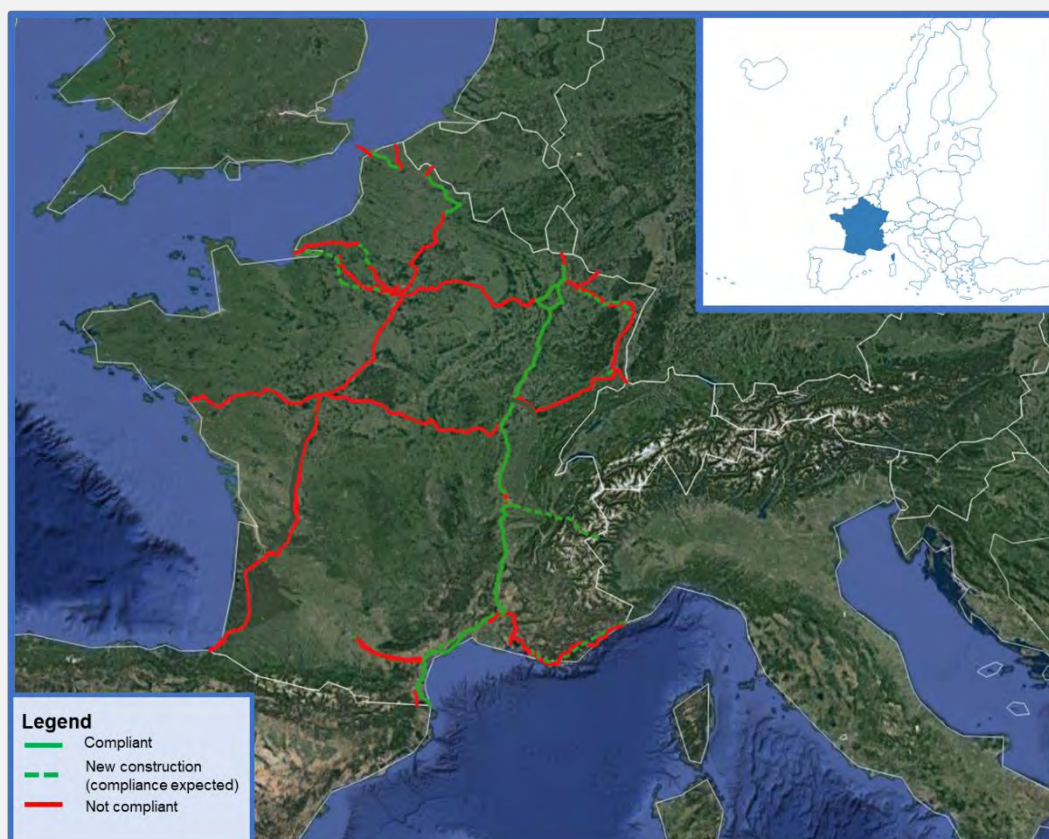 Legend
Compliant
New construction
(compliance expected)
Not compliant